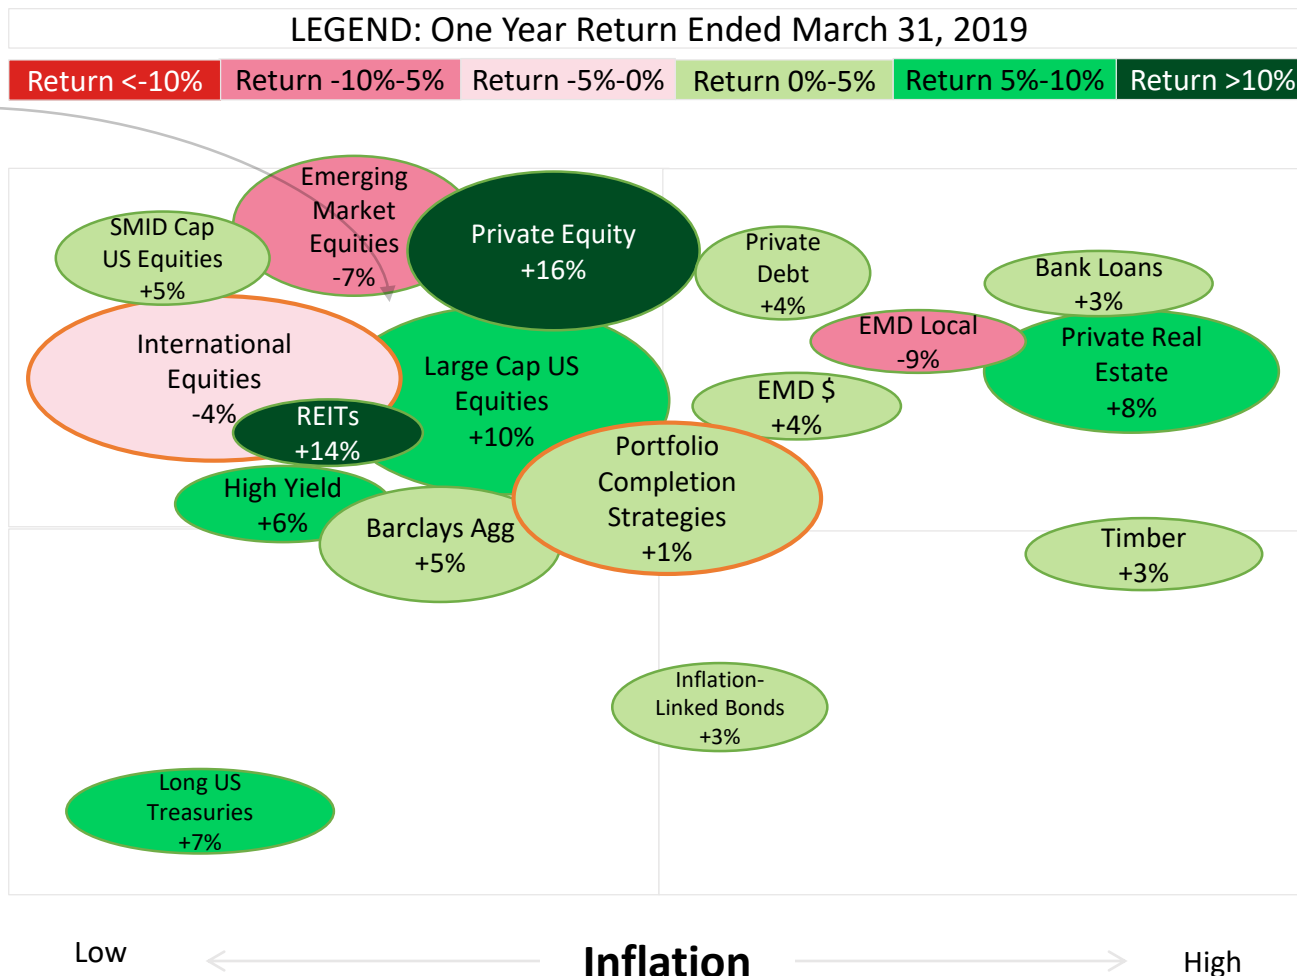 LEGEND: One Year Return Ended March 31, 2019
Return <-10%
Return -10%-5%
Return -5%-0%
Return 0%-5%
Return 5%-10%
Return >10%
Emerging
Market
Equities
-7%
SMID Cap
US Equities
+5%
Private Equity
+16%
Private
Debt
+4%
Bank Loans
+3%
EMD Local
-9%
Private Real
Estate
+8%
International
Equities
-4%
Large Cap US
Equities
+10%
EMD $
+4%
REITs
+14%
Portfolio
Completion
Strategies
+1%
High Yield
+6%
Barclays Agg
+5%
Timber
+3%
Inflation-
Linked Bonds
+3%
Long US
Treasuries
+7%
Low
Inflation
High